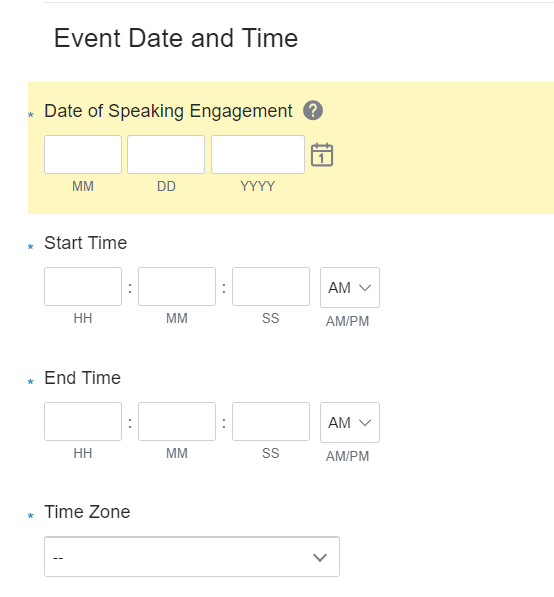 Event Date and Time
* Date of Speaking Engagement ?
1
MM DD YYYY
* Start Time
: : AM
HH MM SS AM/PM
* End Time
: : AM
HH MM SS AM/PM
* Time Zone
--